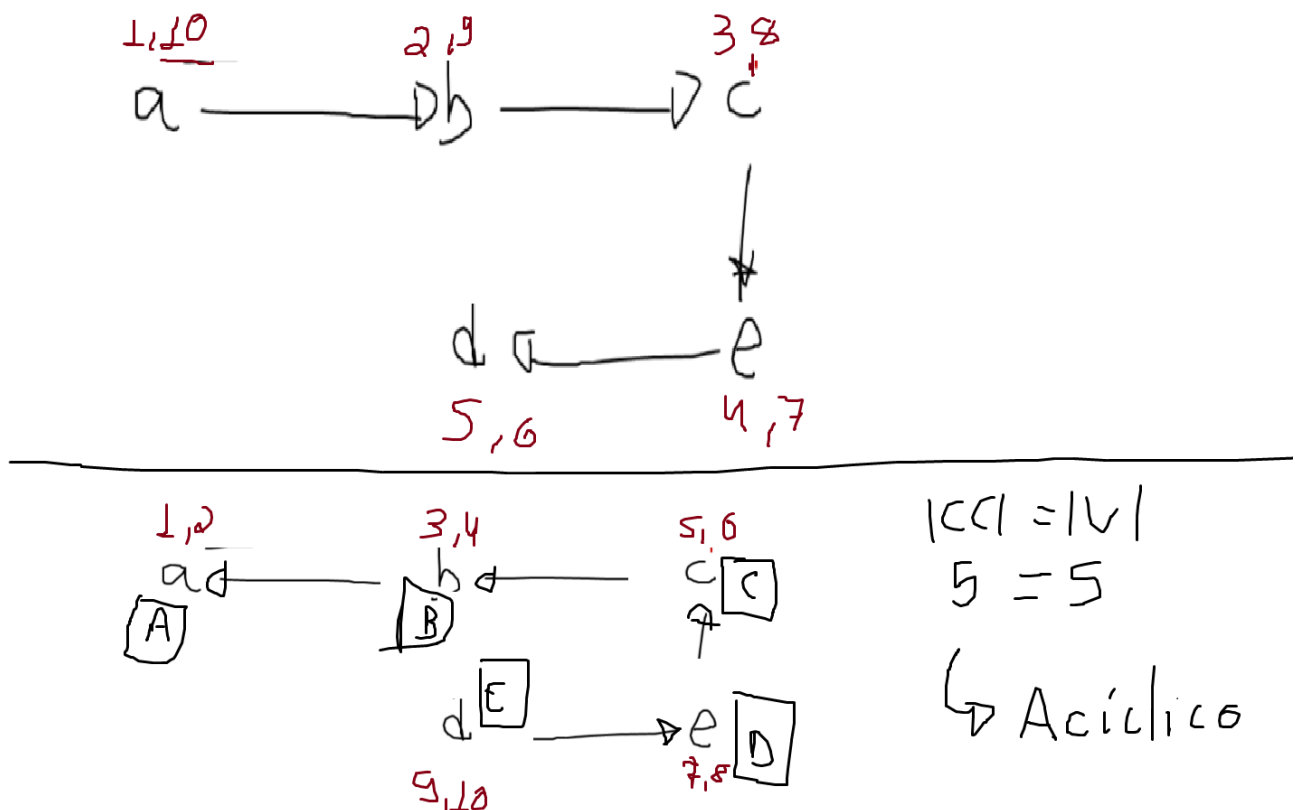 1,10 2,9 3,8
a b c
d e
5,6 4,7
1,2 3,4 5,6 |CC| = |V|
a b c C 5 = 5
A B
d E e D Acíclico
9,10 7,8